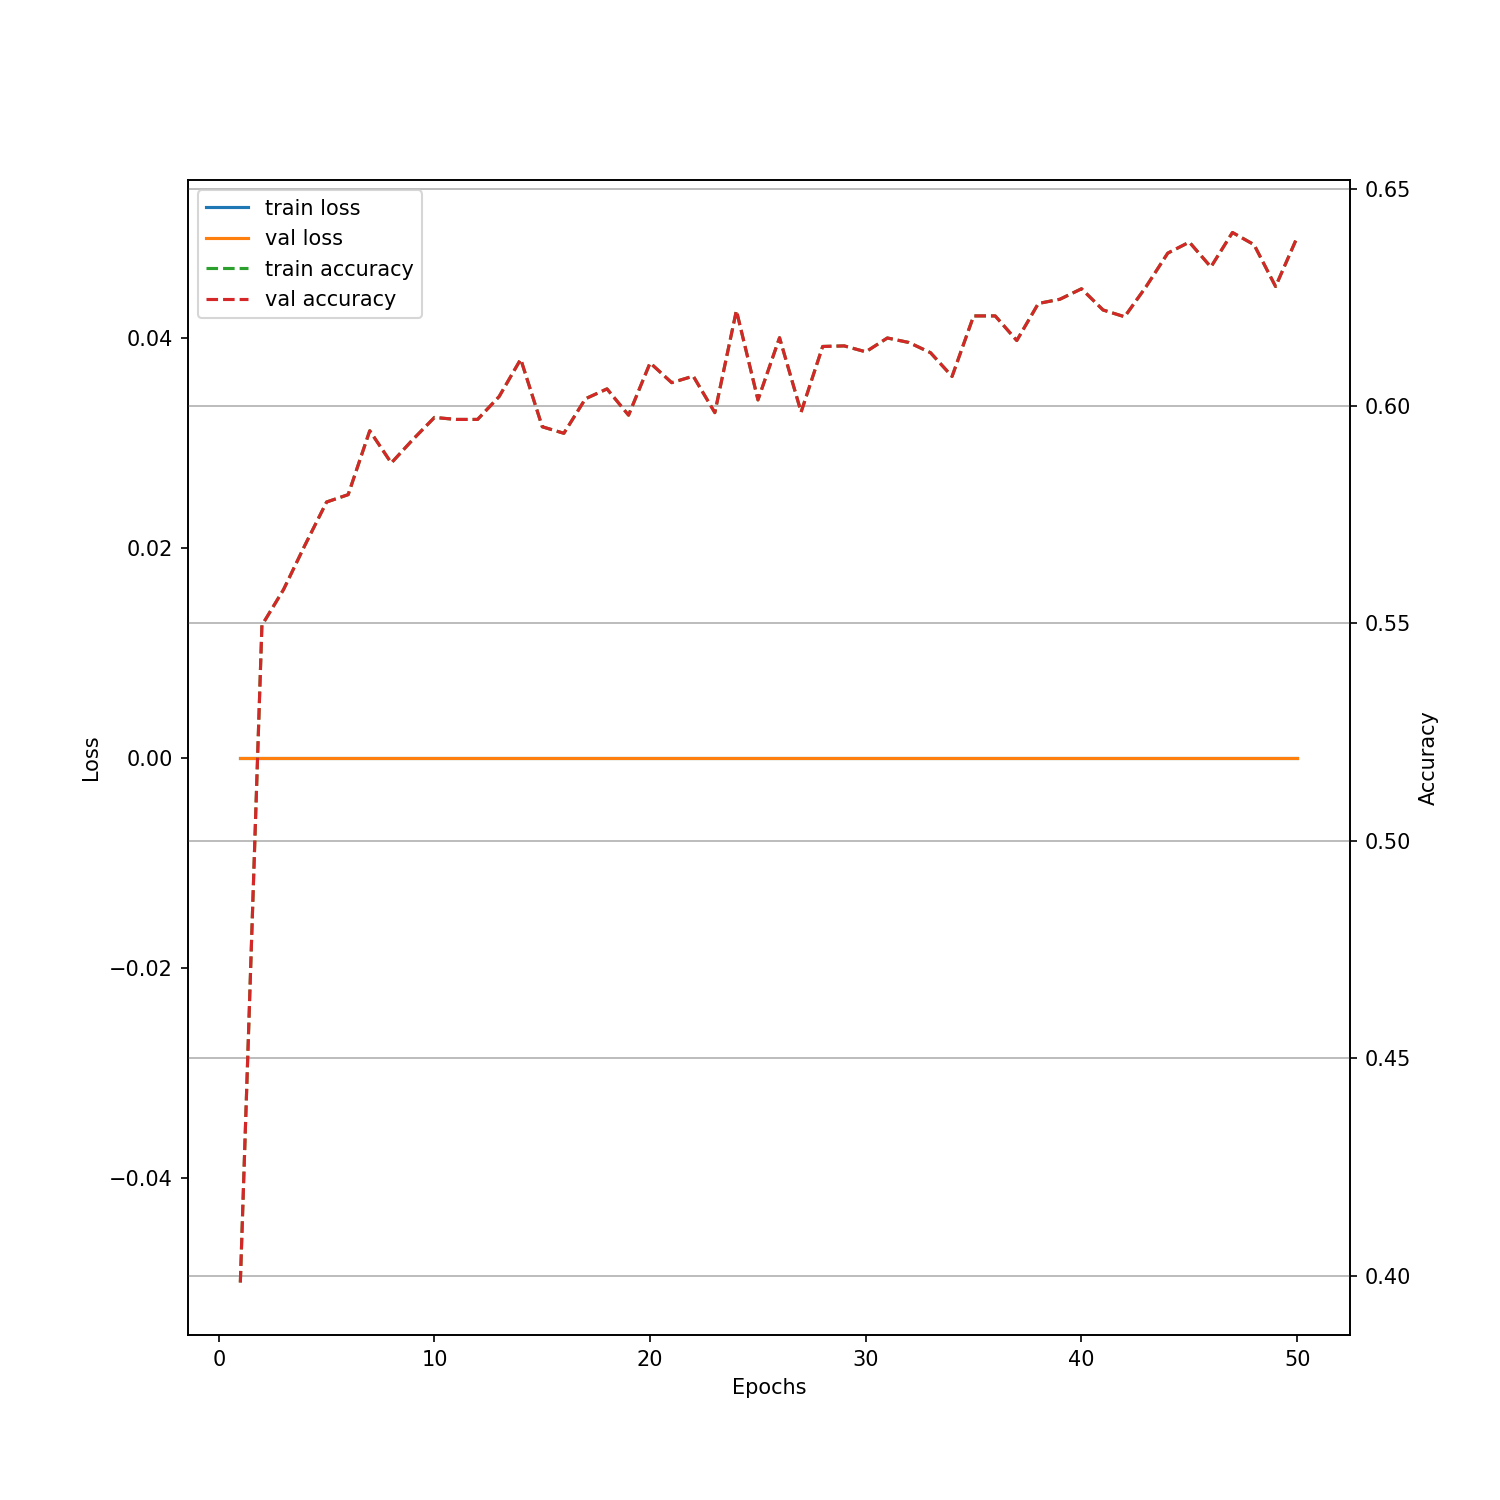 train loss
val loss
train accuracy
val accuracy
0.04
0.02
0.00
−0.02
−0.04
Loss
0.65
0.60
0.55
0.50
0.45
0.40
Accuracy
0 10 20 30 40 50
Epochs